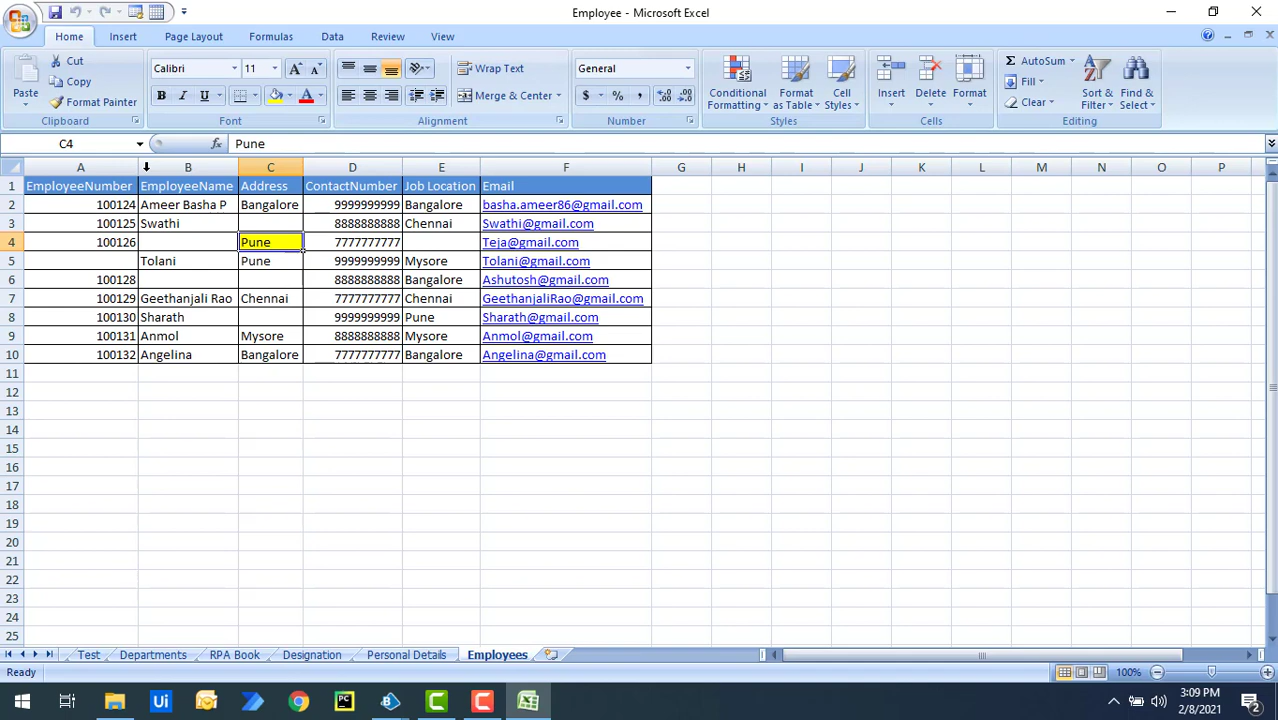 Employee - Microsoft Excel
Home Insert Page Layout Formulas Data Review View
Paste Cut Copy Format Painter
Calibri 11
B I U
Wrap Text
Merge & Center
General
$ % ,
Conditional Formatting Format as Table Cell Styles
Insert Delete Format
Σ AutoSum Fill Clear
Sort & Filter Find & Select
Clipboard Font Alignment Number Styles Cells Editing
C4 fx Pune
A B C D E F G H I J K L M N O P
1 EmployeeNumber EmployeeName Address ContactNumber Job Location Email
2 100124 Ameer Basha P Bangalore 9999999999 Bangalore basha.ameer86@gmail.com
3 100125 Swathi 8888888888 Chennai Swathi@gmail.com
4 100126 Pune 7777777777 Teja@gmail.com
5 Tolani Pune 9999999999 Mysore Tolani@gmail.com
6 100128 8888888888 Bangalore Ashutosh@gmail.com
7 100129 Geethanjali Rao Chennai 7777777777 Chennai GeethanjaliRao@gmail.com
8 100130 Sharath 9999999999 Pune Sharath@gmail.com
9 100131 Anmol Mysore 8888888888 Mysore Anmol@gmail.com
10 100132 Angelina Bangalore 7777777777 Bangalore Angelina@gmail.com
11
12
13
14
15
16
17
18
19
20
21
22
23
24
25
Test Departments RPA Book Designation Personal Details Employees
Ready 100%
Ui PC 3:09 PM
2/8/2021 2